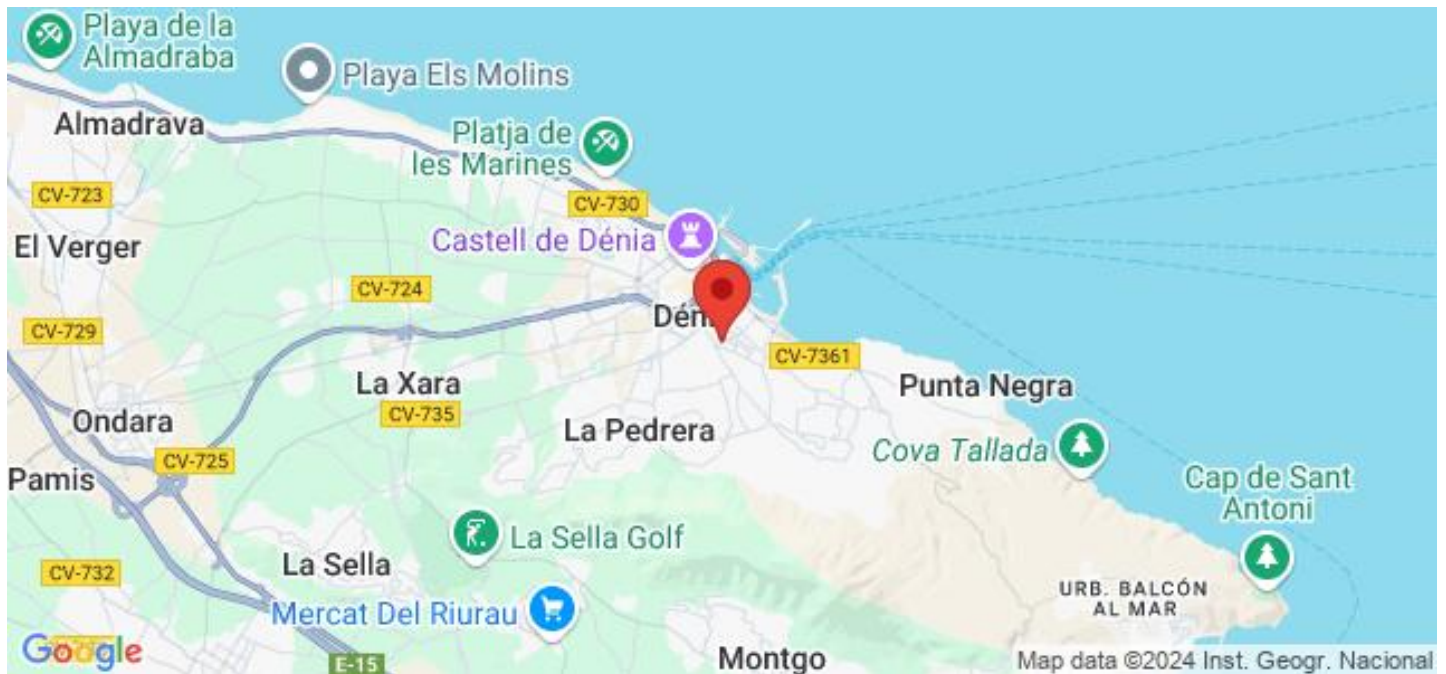 Playa de la
Almadraba
Playa Els Molins
Almadrava
Platja de
les Marines
CV-723
CV-730
El Verger
Castell de Dénia
CV-724
CV-729
CV-7361
La Xara
Punta Negra
CV-735
Ondara
La Pedrera
Cova Tallada
CV-725
Pamis
Cap de Sant
Antoni
La Sella Golf
La Sella
CV-732
URB. BALCÓN
AL MAR
Mercat Del Riurau
Google
E-15
Montgo
Map data ©2024 Inst. Geogr. Nacional